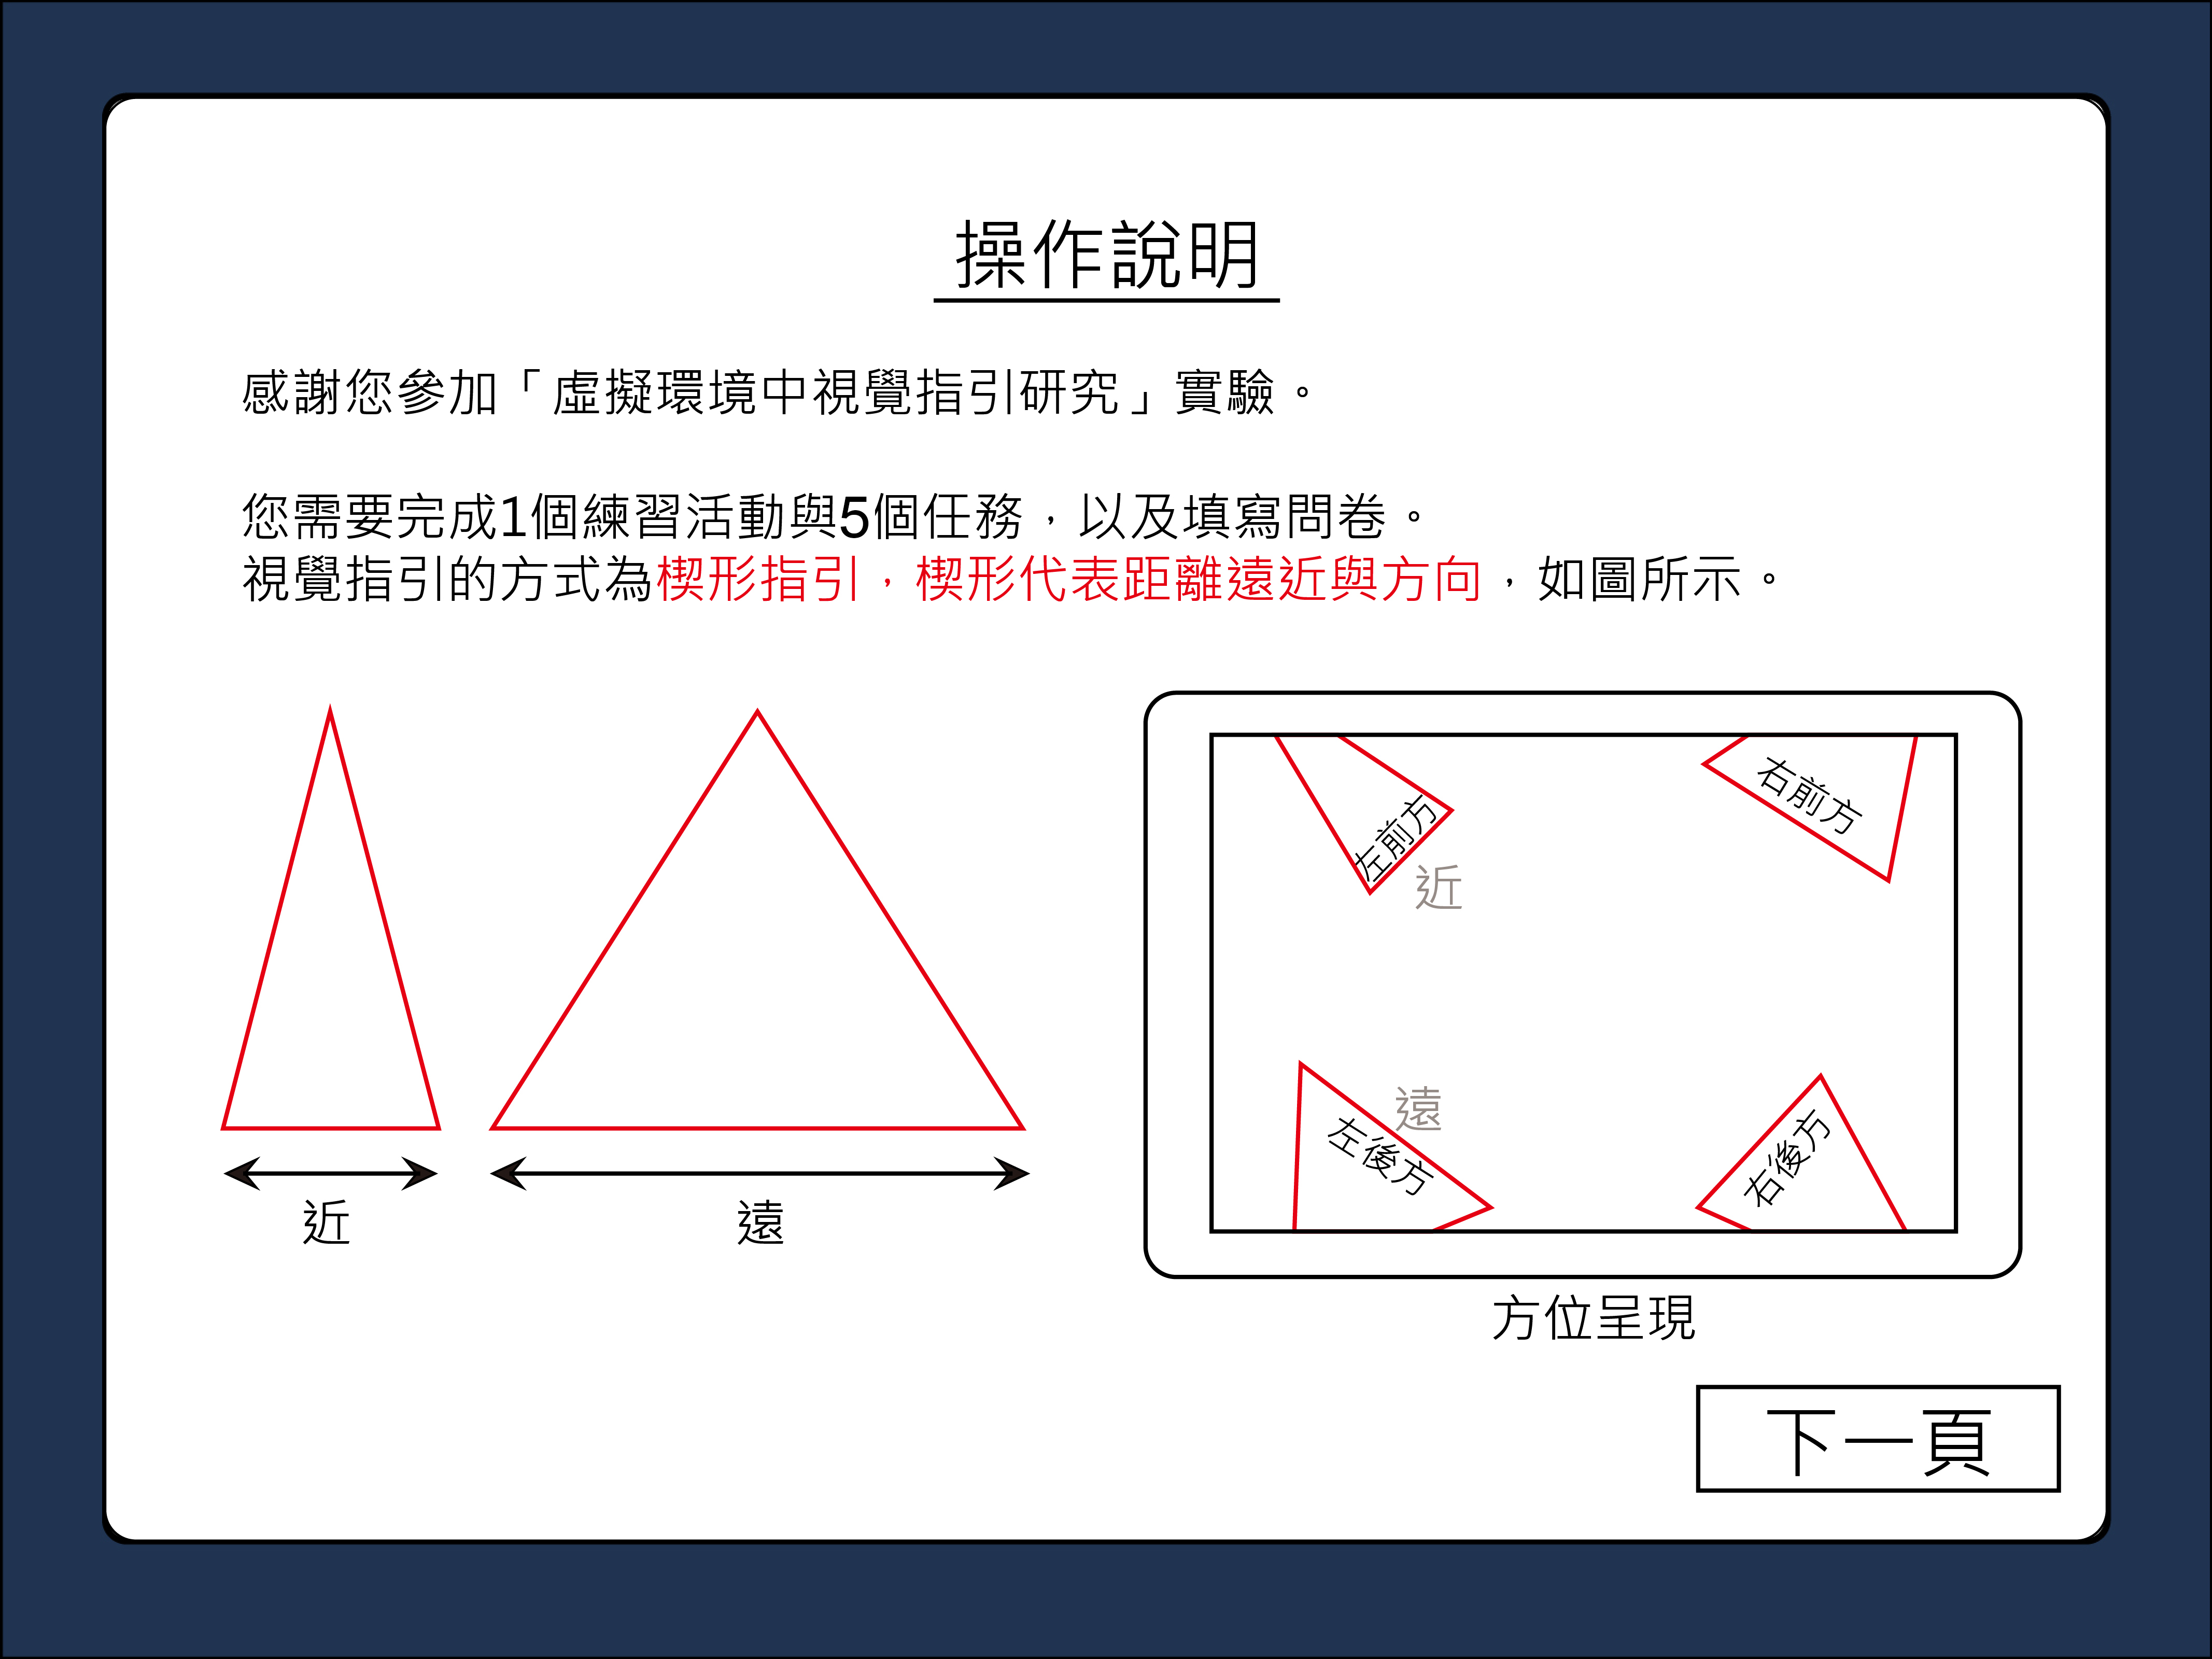 操作說明
感謝您參加「虛擬環境中視覺指引研究」實驗。
您需要完成1個練習活動與5個任務，以及填寫問卷。
視覺指引的方式為楔形指引，楔形代表距離遠近與方向，如圖所示。
左前方
右前方
近
遠
左後方
右後方
近
遠
方位呈現
下一頁